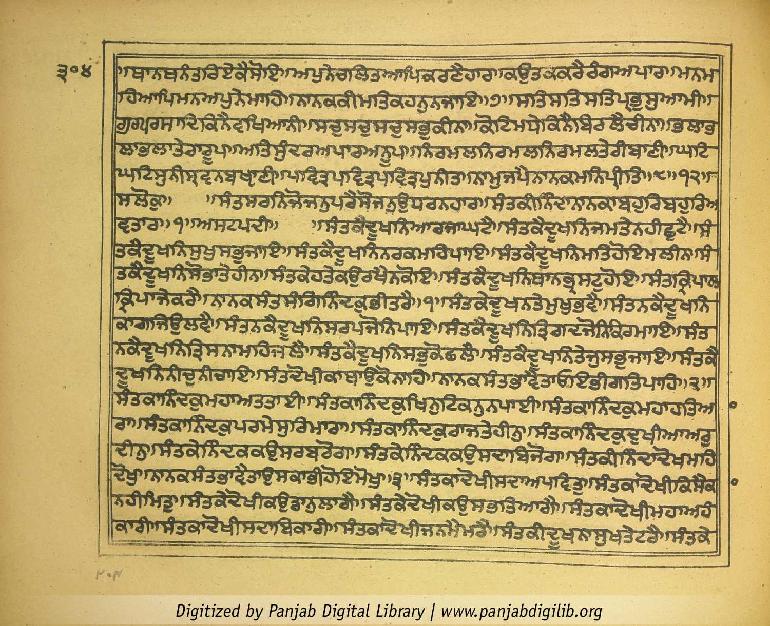 ੩੦੪
॥ਥਾਨਥਨੰਤਰਿਏਕੈਸੋਇ॥ਅਪੁਨੇਚਲਿਤਆਪਿਕਰਣੈਹਾਰਾ॥ਕਉਤਕਕਰੈਰੰਗਅਪਾਰਾ॥ਮਨਮ
ਹਿਆਪਿਮਨਅਪੁਨੇਮਾਹਿ॥ਨਾਨਕਕੀਮਤਿਕਹਨੁਨਜਾਇ॥੭॥ਸਤਿਸਤਿਸਤਿਪ੍ਰਭੁਸੁਆਮੀ॥
ਗੁਰਪ੍ਰਸਾਦਿਕਿਨੈਵਖਿਆਨੀ॥ਸਚੁਸਚੁਸਚੁਸਭੁਕੀਨਾ॥ਕੋਟਿਮਧੇਕਿਨੈਬਿਰਲੈਚੀਨਾ॥ਭਲਾਭ
ਲਾਭਲਾਤੇਰਾਰੂਪਾ॥ਅਤਿਸੁੰਦਰਅਪਾਰਅਨੂਪਾ॥ਨਿਰਮਲਨਿਰਮਲਨਿਰਮਲਤੇਰੀਬਾਣੀ॥ਘਟਿ
ਘਟਿਸੁਨੀਸ੍ਰਵਨਬਖਾਣੀ॥ਪਵਿਤ੍ਰਪਵਿਤ੍ਰਪਵਿਤ੍ਰਪੁਨੀਤ॥ਨਾਮੁਜਪੈਨਾਨਕਮਨਿਪ੍ਰੀਤਿ॥੮॥੧੨॥
ਸਲੋਕੁ॥ ॥ਸੰਤਸਰਨਿਜੋਜਨੁਪਰੈਸੋਜਨੁਉਧਰਨਹਾਰ॥ਸੰਤਕੀਨਿੰਦਾਨਾਨਕਾਬਹੁਰਿਬਹੁਰਿਅ
ਵਤਾਰ॥੧॥ਅਸਟਪਦੀ॥ ॥ਸੰਤਕੈਦੂਖਨਿਆਰਜਾਘਟੈ॥ਸੰਤਕੈਦੂਖਨਿਜਮਤੇਨਹੀਛੁਟੈ॥ਸੰ
ਤਕੈਦੂਖਨਿਸੁਖੁਸਭੁਜਾਇ॥ਸੰਤਕੈਦੂਖਨਿਨਰਕਮਹਿਪਾਇ॥ਸੰਤਕੈਦੂਖਨਿਮਤਿਹੋਇਮਲੀਨ॥ਸੰ
ਤਕੈਦੂਖਨਿਸੋਭਾਤੇਹੀਨ॥ਸੰਤਕੇਹਤੇਕਉਰਖੈਨਕੋਇ॥ਸੰਤਕੈਦੂਖਨਿਥਾਨਭ੍ਰਸਟੁਹੋਇ॥ਸੰਤਕ੍ਰਿਪਾਲ
ਕ੍ਰਿਪਾਜੇਕਰੈ॥ਨਾਨਕਸੰਤਸੰਗਿਨਿੰਦਕੁਭੀਤਰੈ॥੧॥ਸੰਤਕੇਦੂਖਨਤੇਮੁਖੁਭਵੈ॥ਸੰਤਨਕੈਦੂਖਨਿ
ਕਾਗਜਿਉਲਵੈ॥ਸੰਤਨਕੈਦੂਖਨਿਸਰਪਜੋਨਿਪਾਇ॥ਸੰਤਕੈਦੂਖਨਿਤ੍ਰਿਗਦਜੋਨਿਕਿਰਮਾਇ॥ਸੰਤ
ਨਕੈਦੂਖਨਿਤ੍ਰਿਸਨਾਮਹਿਜਲੈ॥ਸੰਤਕੈਦੂਖਨਿਸਭੁਕੋਛਲੈ॥ਸੰਤਕੈਦੂਖਨਿਤੇਜੁਸਭੁਜਾਇ॥ਸੰਤਕੈ
ਦੂਖਨਿਨੀਚੁਨੀਚਾਇ॥ਸੰਤਦੋਖੀਕਾਥਾਉਕੋਨਾਹਿ॥ਨਾਨਕਸੰਤਭਾਵੈਤਾਓਇਭੀਗਤਿਪਾਹਿ॥੨॥
ਸੰਤਕਾਨਿੰਦਕੁਮਹਾਅਤਤਾਈ॥ਸੰਤਕਾਨਿੰਦਕੁਖਿਨੁਟਿਕਨੁਨਪਾਈ॥ਸੰਤਕਾਨਿੰਦਕੁਮਹਾਹਤਿਆ
ਰਾ॥ਸੰਤਕਾਨਿੰਦਕੁਪਰਮੇਸੁਰਿਮਾਰਾ॥ਸੰਤਕਾਨਿੰਦਕੁਰਾਜਤੇਹੀਨੁ॥ਸੰਤਕਾਨਿੰਦਕੁਦੁਖੀਆਅਰੁ
ਦੀਨੁ॥ਸੰਤਕੇਨਿੰਦਕਕਉਸਰਬਰੋਗ॥ਸੰਤਕੇਨਿੰਦਕਕਉਸਦਾਬਿਜੋਗ॥ਸੰਤਕੀਨਿੰਦਾਦੋਖਮਹਿ
ਦੋਖੁ॥ਨਾਨਕਸੰਤਭਾਵੈਤਾਉਸਕਾਭੀਹੋਇਮੋਖੁ॥੩॥ਸੰਤਕਾਦੋਖੀਸਦਾਅਪਵਿਤੁ॥ਸੰਤਕਾਦੋਖੀਕਿਸੈਕਾ
ਨਹੀਮਿਤੁ॥ਸੰਤਕੇਦੋਖੀਕਉਡਾਨੁਲਾਗੈ॥ਸੰਤਕੇਦੋਖੀਕਉਸਭਤਿਆਗੈ॥ਸੰਤਕਾਦੋਖੀਮਹਾਅਹੰ
ਕਾਰੀ॥ਸੰਤਕਾਦੋਖੀਸਦਾਬਿਕਾਰੀ॥ਸੰਤਕਾਦੋਖੀਜਨਮੈਮਰੈ॥ਸੰਤਕੀਦੂਖਨਾਸੁਖਤੇਟਰੈ॥ਸੰਤਕੇ
Digitized by Panjab Digital Library | www.panjabdigilib.org